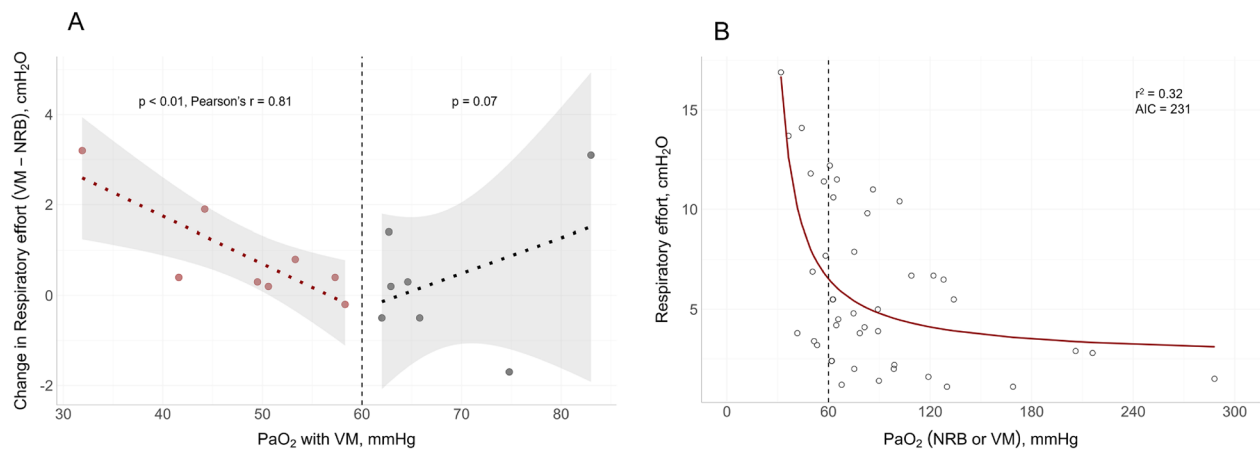 A
Change in Respiratory effort (VM – NRB), cmH₂O
p < 0.01, Pearson's r = 0.81
p = 0.07
4
2
0
-2
30 40 50 60 70 80
PaO₂ with VM, mmHg
B
Respiratory effort, cmH₂O
r² = 0.32
AIC = 231
15
10
5
0 60 120 180 240 300
PaO₂ (NRB or VM), mmHg